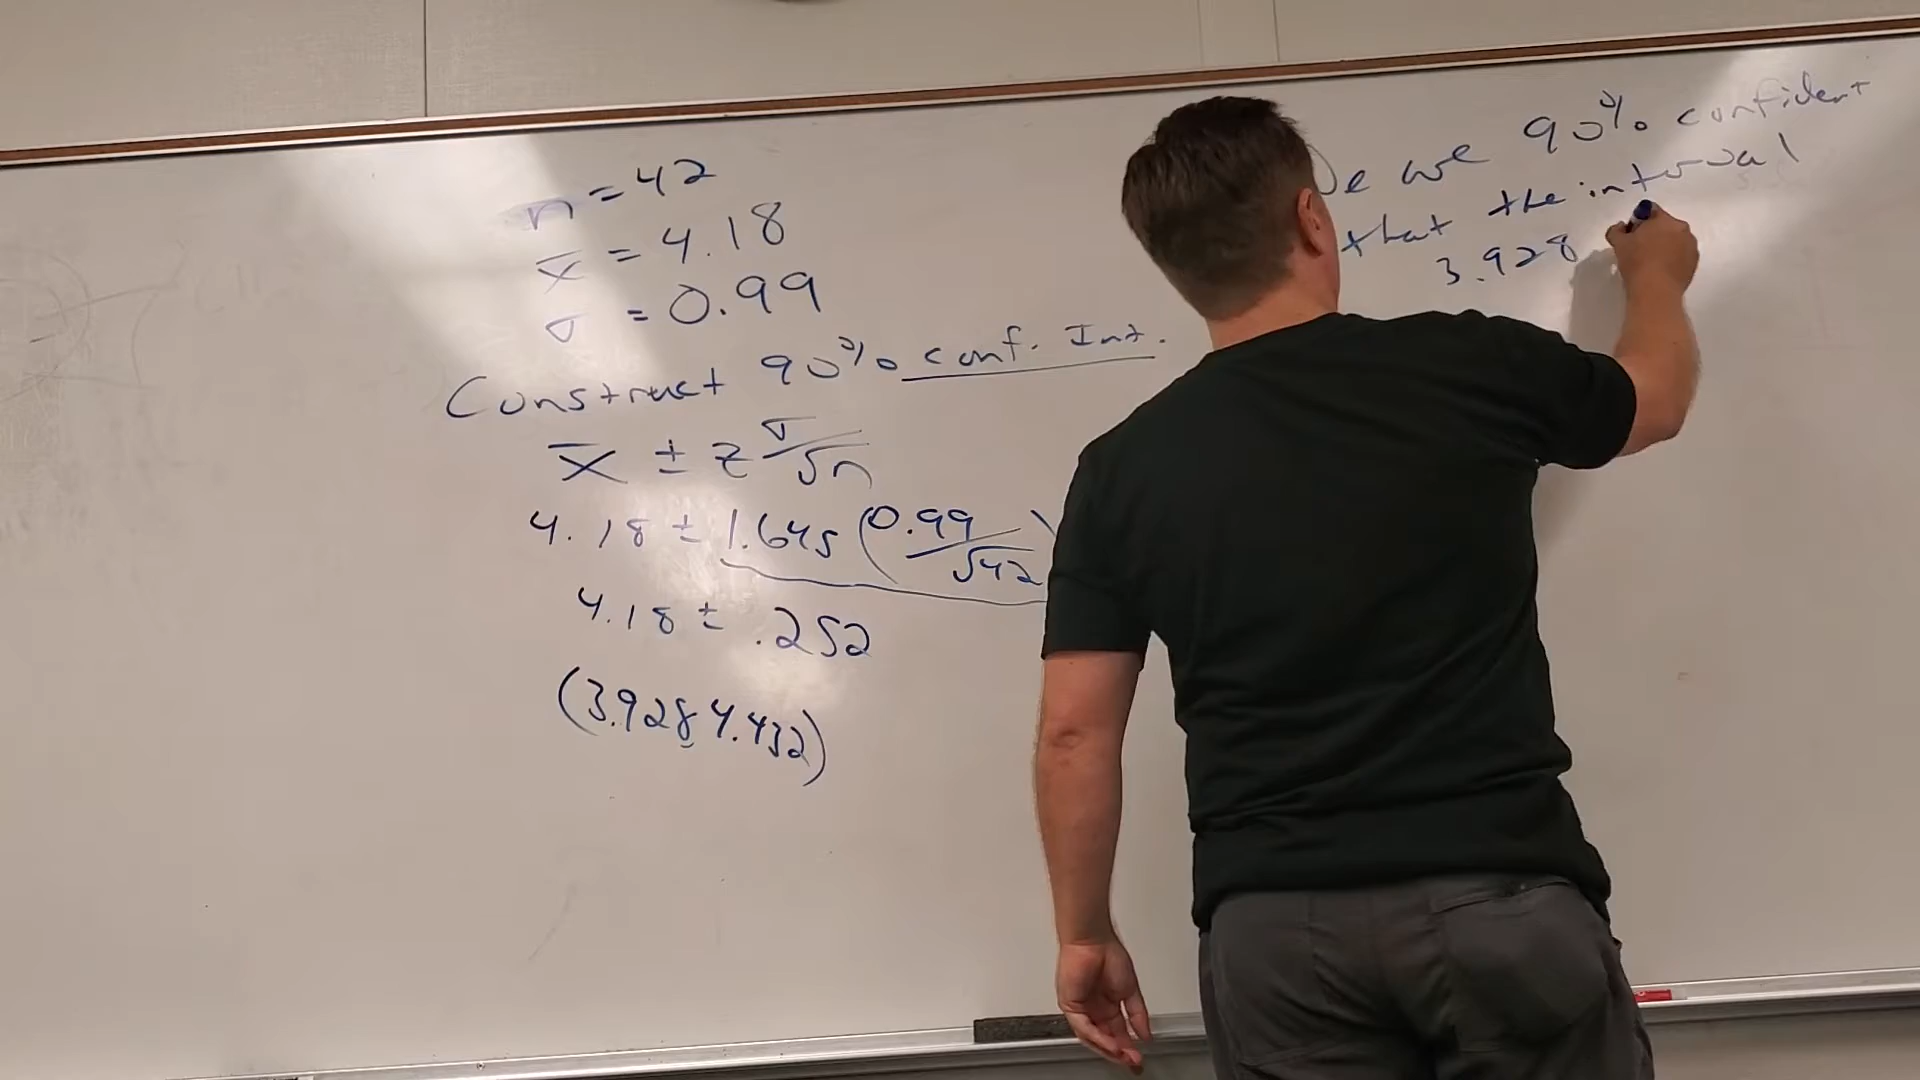 n = 42
x̄ = 4.18
σ = 0.99
Construct 90% conf. Int.
x̄ ± z σ/√n
4.18 ± 1.645 (0.99/√42)
4.18 ± .252
(3.928, 4.432)
We are 90% confident
that the interval
3.928